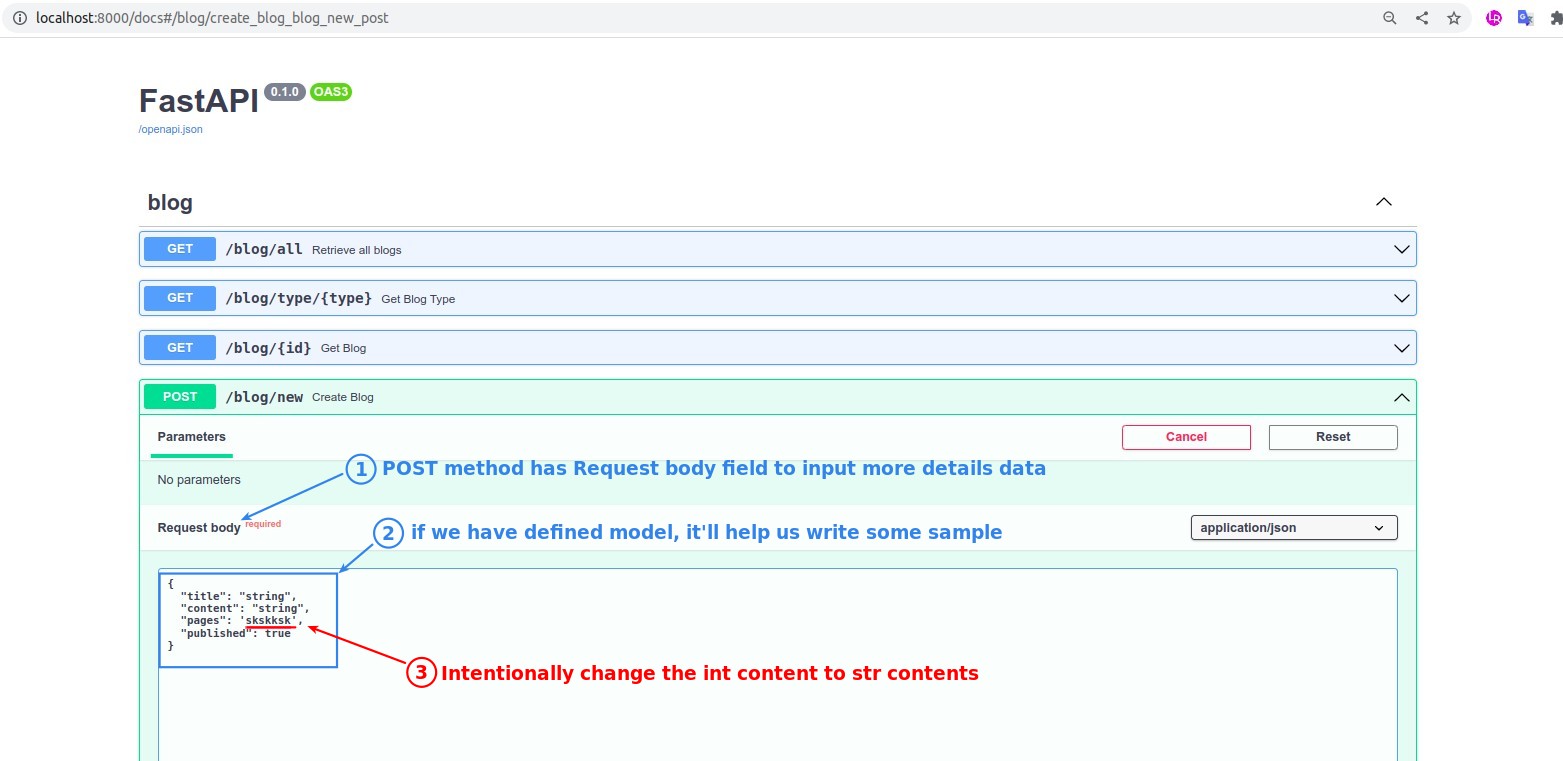 localhost:8000/docs#/blog/create_blog_blog_new_post
FastAPI 0.1.0 OAS3
/openapi.json
blog
GET /blog/all Retrieve all blogs
GET /blog/type/{type} Get Blog Type
GET /blog/{id} Get Blog
POST /blog/new Create Blog
Parameters Cancel Reset
1 POST method has Request body field to input more details data
No parameters
Request body required
2 if we have defined model, it'll help us write some sample
application/json
{
"title": "string",
"content": "string",
"pages": 'skskksk',
"published": true
}
3 Intentionally change the int content to str contents